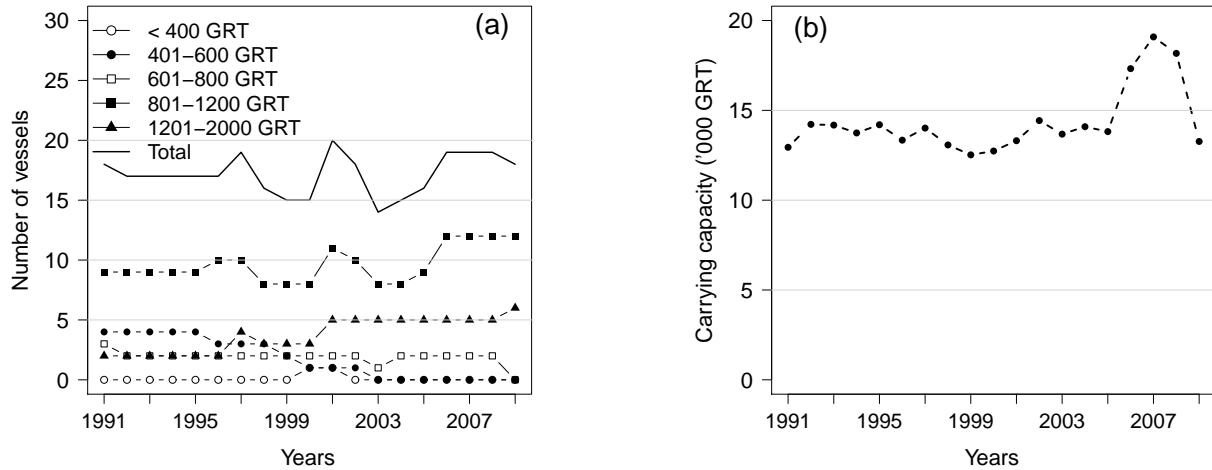 (a)
< 400 GRT
401−600 GRT
601−800 GRT
801−1200 GRT
1201−2000 GRT
Total
30
25
20
15
10
5
0
Number of vessels
1991 1995 1999 2003 2007
Years
(b)
20
15
10
5
0
Carrying capacity ('000 GRT)
1991 1995 1999 2003 2007
Years